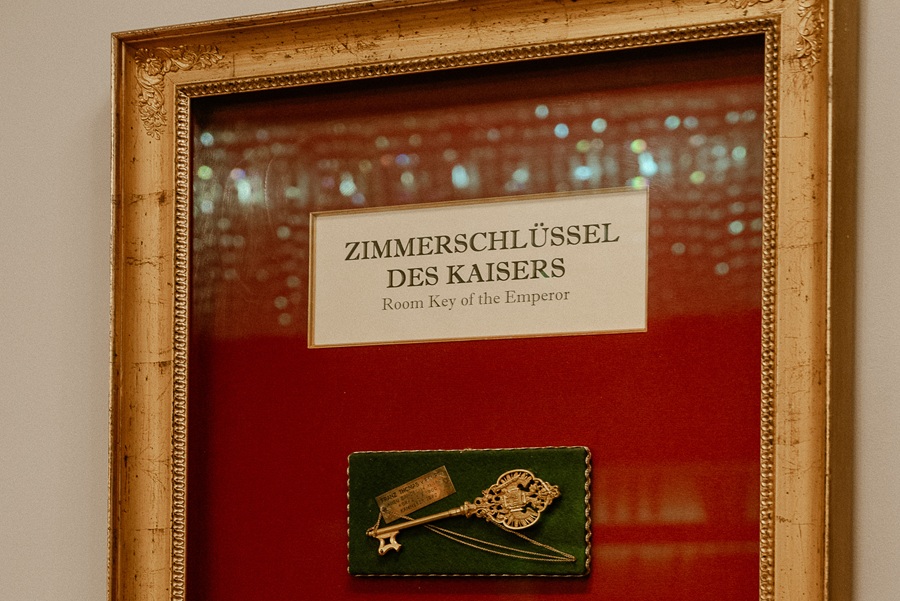 ZIMMERSCHLÜSSEL
DES KAISERS
Room Key of the Emperor